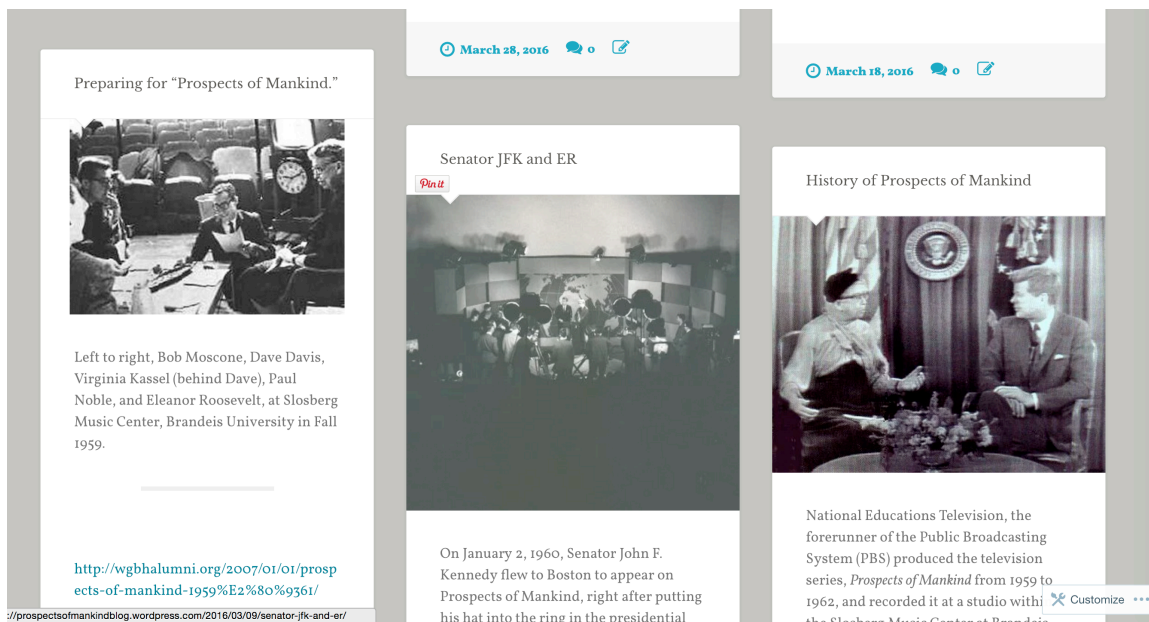 Preparing for “Prospects of Mankind.”
Left to right, Bob Moscone, Dave Davis,
Virginia Kassel (behind Dave), Paul
Noble, and Eleanor Roosevelt, at Slosberg
Music Center, Brandeis University in Fall
1959.
http://wgbhalumni.org/2007/01/01/prosp
ects-of-mankind-1959%E2%80%9361/
://prospectsofmankindblog.wordpress.com/2016/03/09/senator-jfk-and-er/
March 28, 2016 0
Senator JFK and ER
Pin it
On January 2, 1960, Senator John F.
Kennedy flew to Boston to appear on
Prospects of Mankind, right after putting
his hat into the ring in the presidential
March 18, 2016 0
History of Prospects of Mankind
National Educations Television, the
forerunner of the Public Broadcasting
System (PBS) produced the television
series, Prospects of Mankind from 1959 to
1962, and recorded it at a studio withi
the Slosberg Music Center at Brandeis
Customize